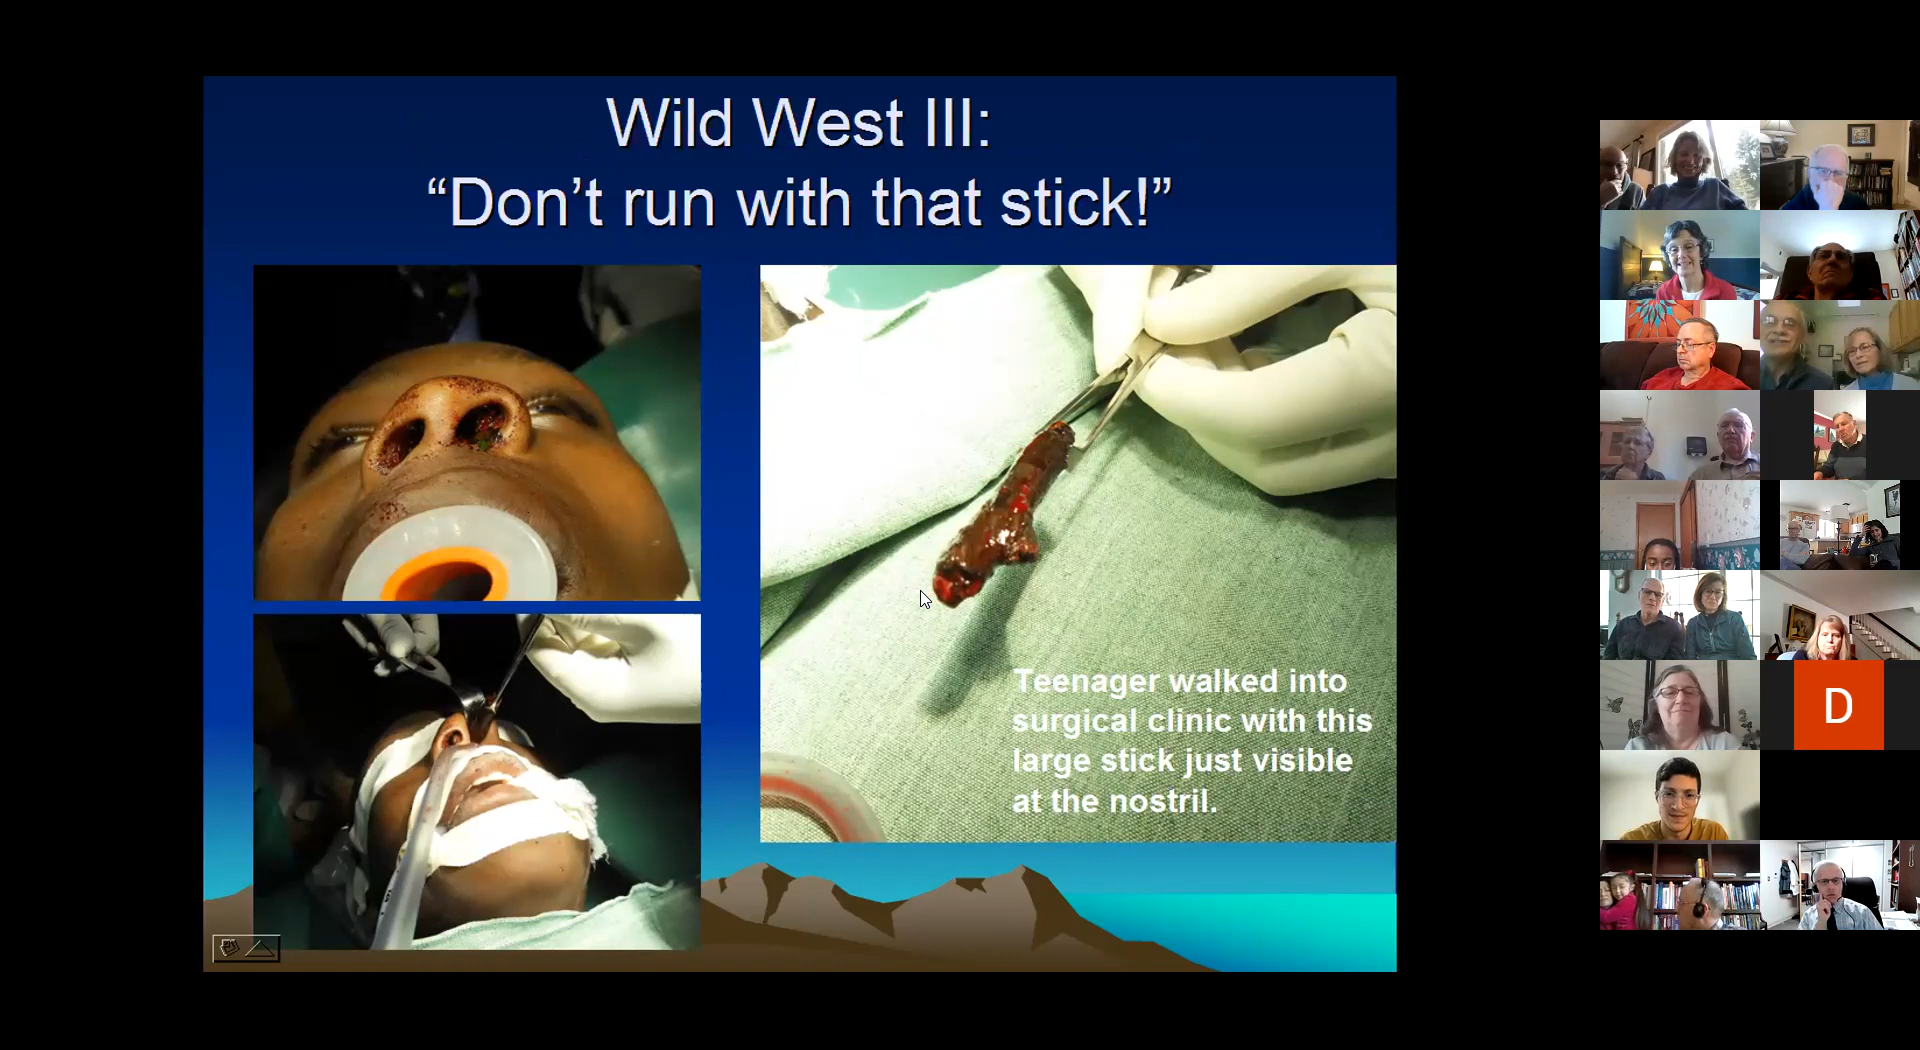 Wild West III:
“Don’t run with that stick!”
Teenager walked into
surgical clinic with this
large stick just visible
at the nostril.
D